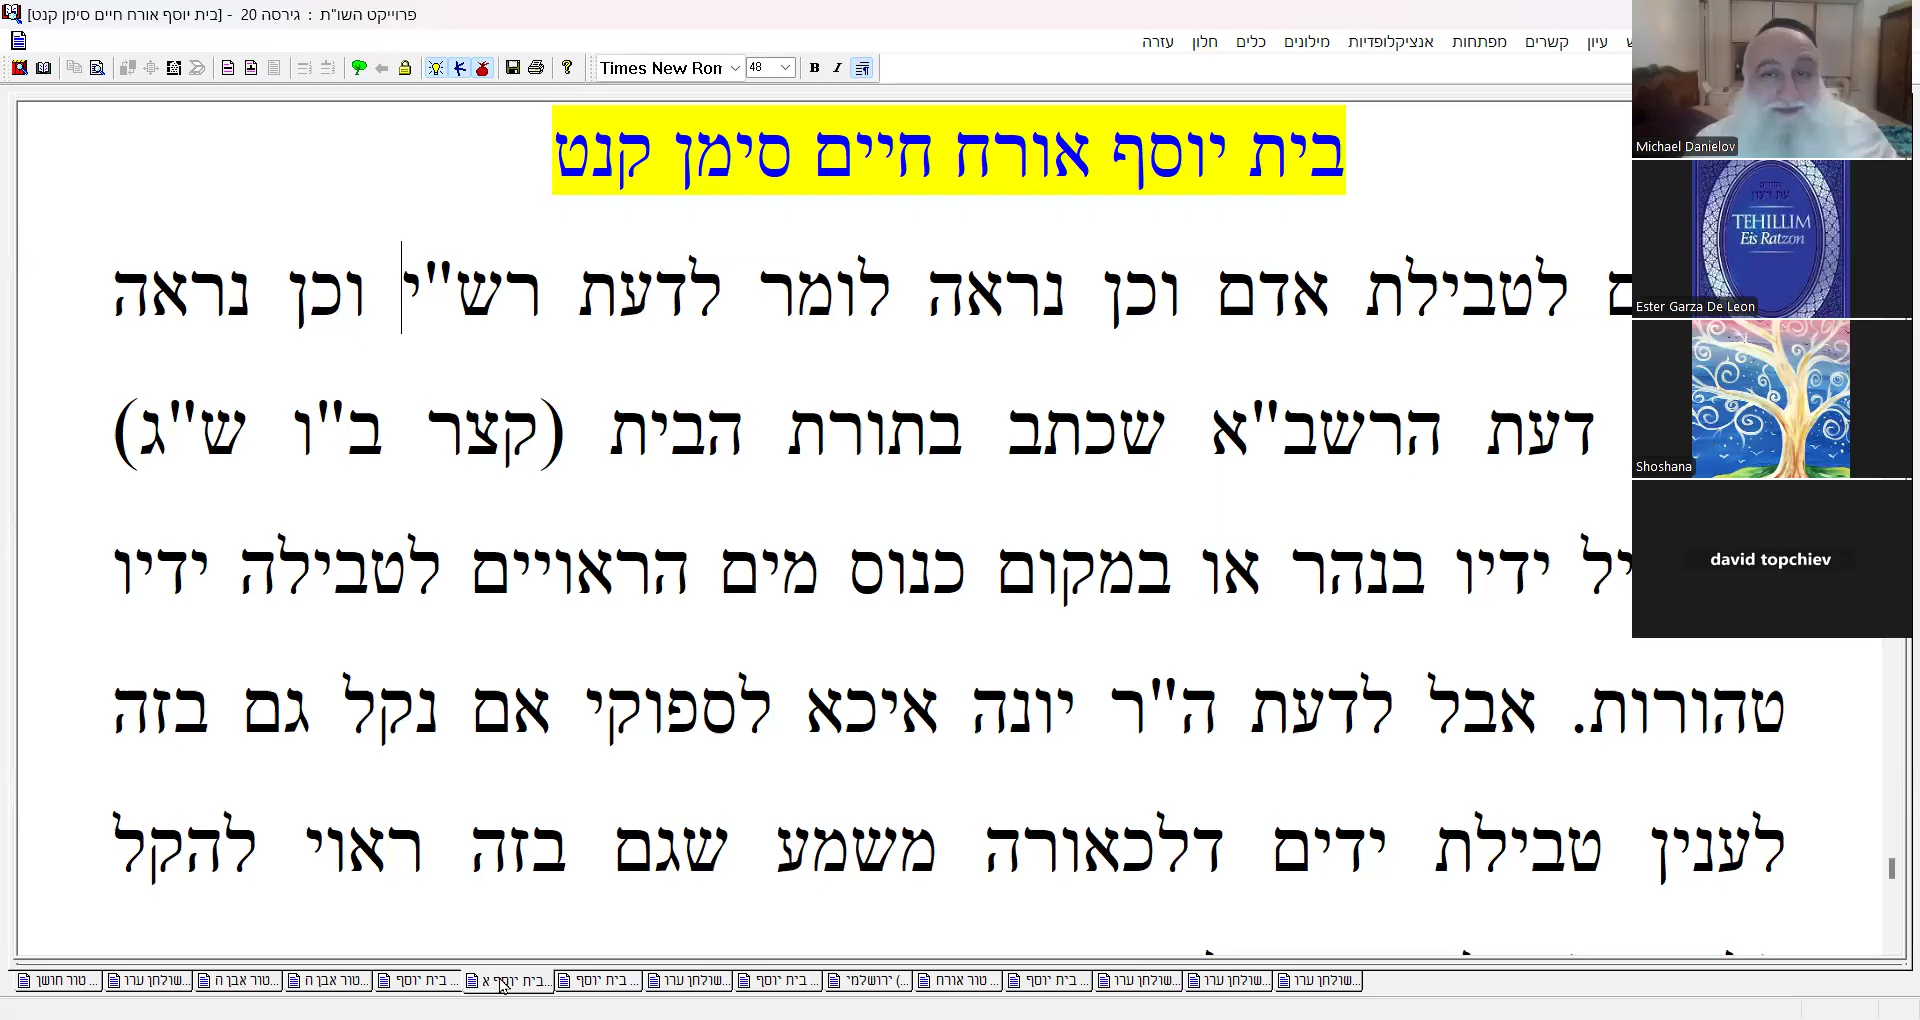 פרוייקט השו"ת : גירסה 20 - [בית יוסף אורח חיים סימן קנט]
עיון קשרים מפתחות אנציקלופדיות מילונים כלים חלון עזרה
Times New Ron 48 B I
בית יוסף אורח חיים סימן קנט
לטבילת אדם וכן נראה לומר לדעת רש"י וכן נראה
דעת הרשב"א שכתב בתורת הבית (קצר ב"ו ש"ג)
ידיו בנהר או במקום כנוס מים הראויים לטבילה ידיו
טהורות. אבל לדעת ה"ר יונה איכא לספוקי אם נקל גם בזה
לענין טבילת ידים דלכאורה משמע שגם בזה ראוי להקל
Michael Danielov
TEHILLIM
Eis Ratzon
Ester Garza De Leon
Shoshana
david topchiev
טור חושן ...
שולחן ערו...
טור אבן ה...
טור אבן ה...
בית יוסף ...
בית יוסף א...
בית יוסף ...
שולחן ערו...
בית יוסף ...
ירושלמי (...
טור אורח ...
בית יוסף ...
שולחן ערו...
שולחן ערו...
שולחן ערו...